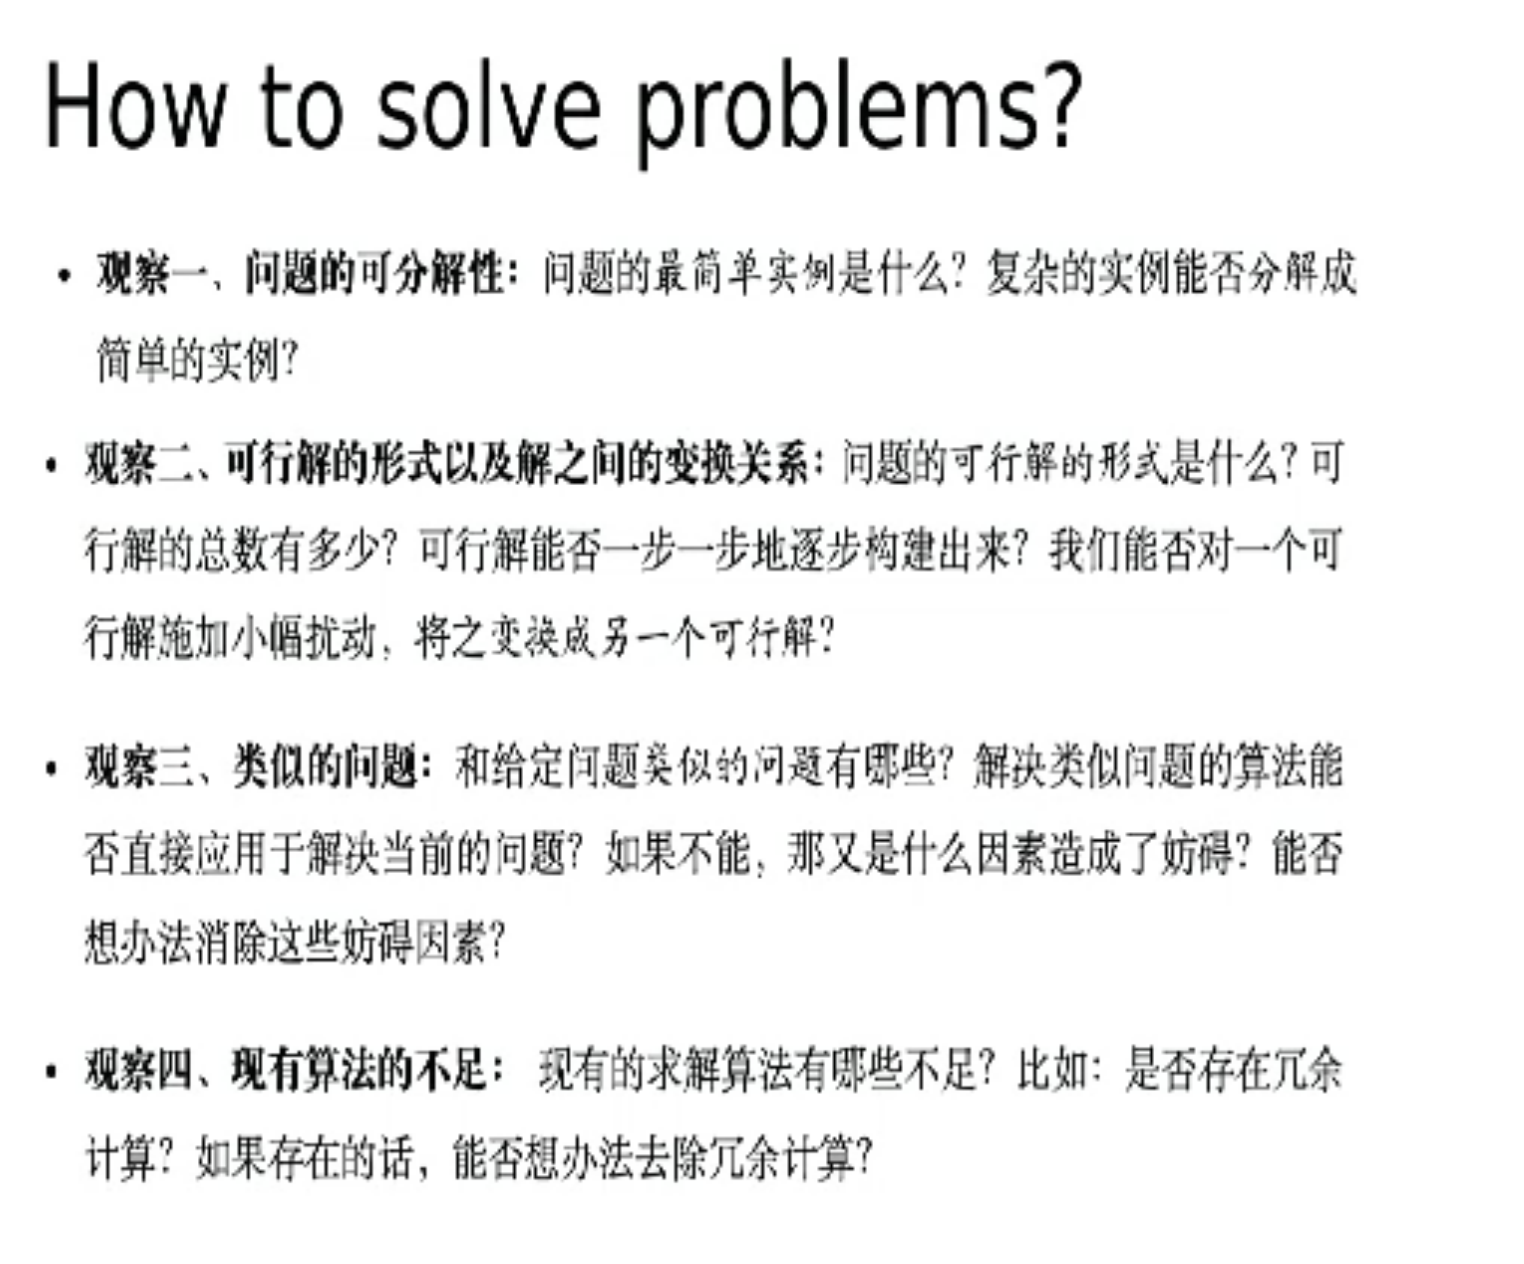 How to solve problems?
• 观察一、问题的可分解性：问题的最简单实例是什么？复杂的实例能否分解成
简单的实例？
• 观察二、可行解的形式以及解之间的变换关系：问题的可行解的形式是什么？可
行解的总数有多少？可行解能否一步一步地逐步构建出来？我们能否对一个可
行解施加小幅扰动，将之变换成另一个可行解？
• 观察三、类似的问题：和给定问题类似的问题有哪些？解决类似问题的算法能
否直接应用于解决当前的问题？如果不能，那又是什么因素造成了妨碍？能否
想办法消除这些妨碍因素？
• 观察四、现有算法的不足： 现有的求解算法有哪些不足？比如：是否存在冗余
计算？如果存在的话，能否想办法去除冗余计算？